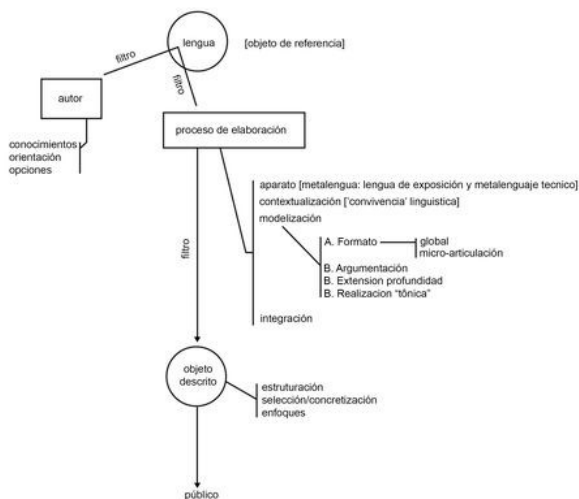 lengua
[objeto de referencia]
filtro
filtro
autor
conocimientos
orientación
opciones
proceso de elaboración
aparato [metalengua: lengua de exposición y metalenguaje tecnico]
contextualización ['convivencia' linguistica]
modelización
A. Formato
global
micro-articulación
B. Argumentación
B. Extension profundidad
B. Realizacion "tônica"
filtro
integración
objeto
descrito
estruturación
selección/concretización
enfoques
público